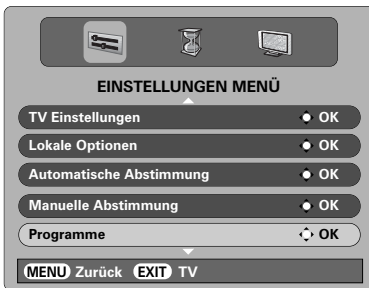 EINSTELLUNGEN MENÜ
TV Einstellungen OK
Lokale Optionen OK
Automatische Abstimmung OK
Manuelle Abstimmung OK
Programme OK
MENU Zurück EXIT TV